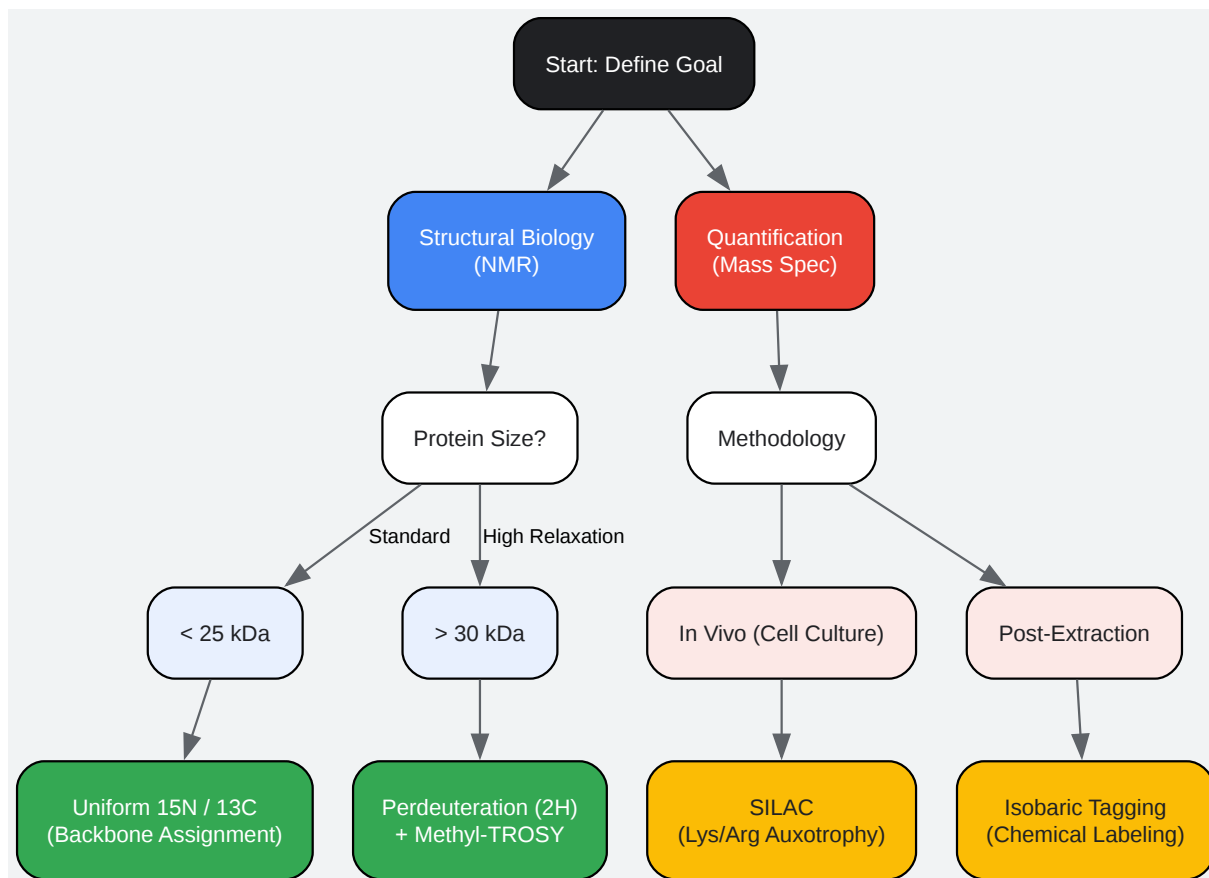 Start: Define Goal
Structural Biology
(NMR)
Quantification
(Mass Spec)
Protein Size?
Methodology
Standard
High Relaxation
< 25 kDa
> 30 kDa
In Vivo (Cell Culture)
Post-Extraction
Uniform 15N / 13C
(Backbone Assignment)
Perdeuteration (2H)
+ Methyl-TROSY
SILAC
(Lys/Arg Auxotrophy)
Isobaric Tagging
(Chemical Labeling)